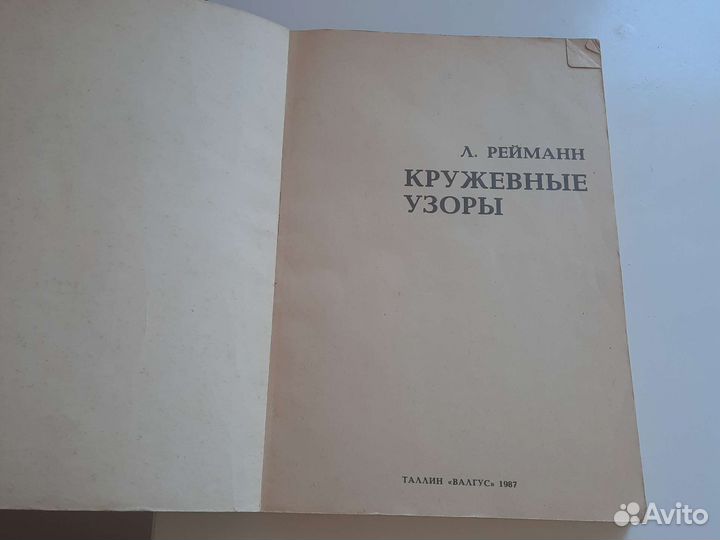 Л. РЕЙМАНН
КРУЖЕВНЫЕ
УЗОРЫ
ТАЛЛИН «ВАЛГУС» 1987
Avito